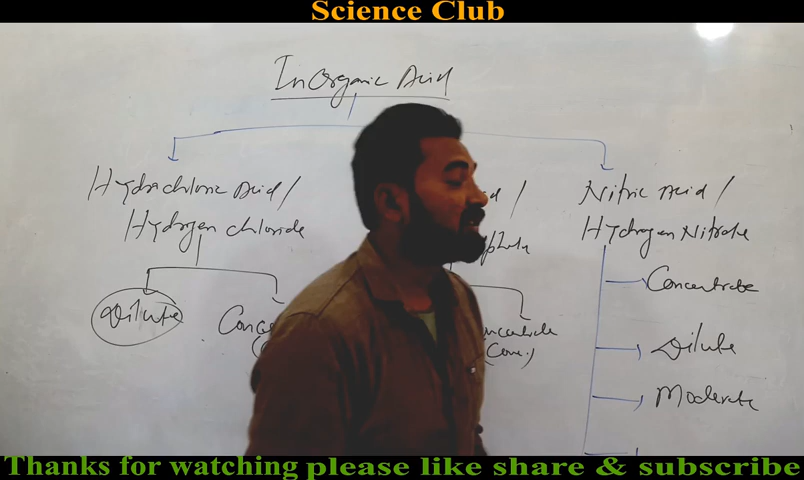 Science Club
InOrganic Acid
Hydrochloric Acid /
Hydrogen chloride
Dilute
Nitric Acid /
Hydrogen Nitrate
Concentrate
Dilute
Moderate
(Conc.)
Thanks for watching please like share & subscribe